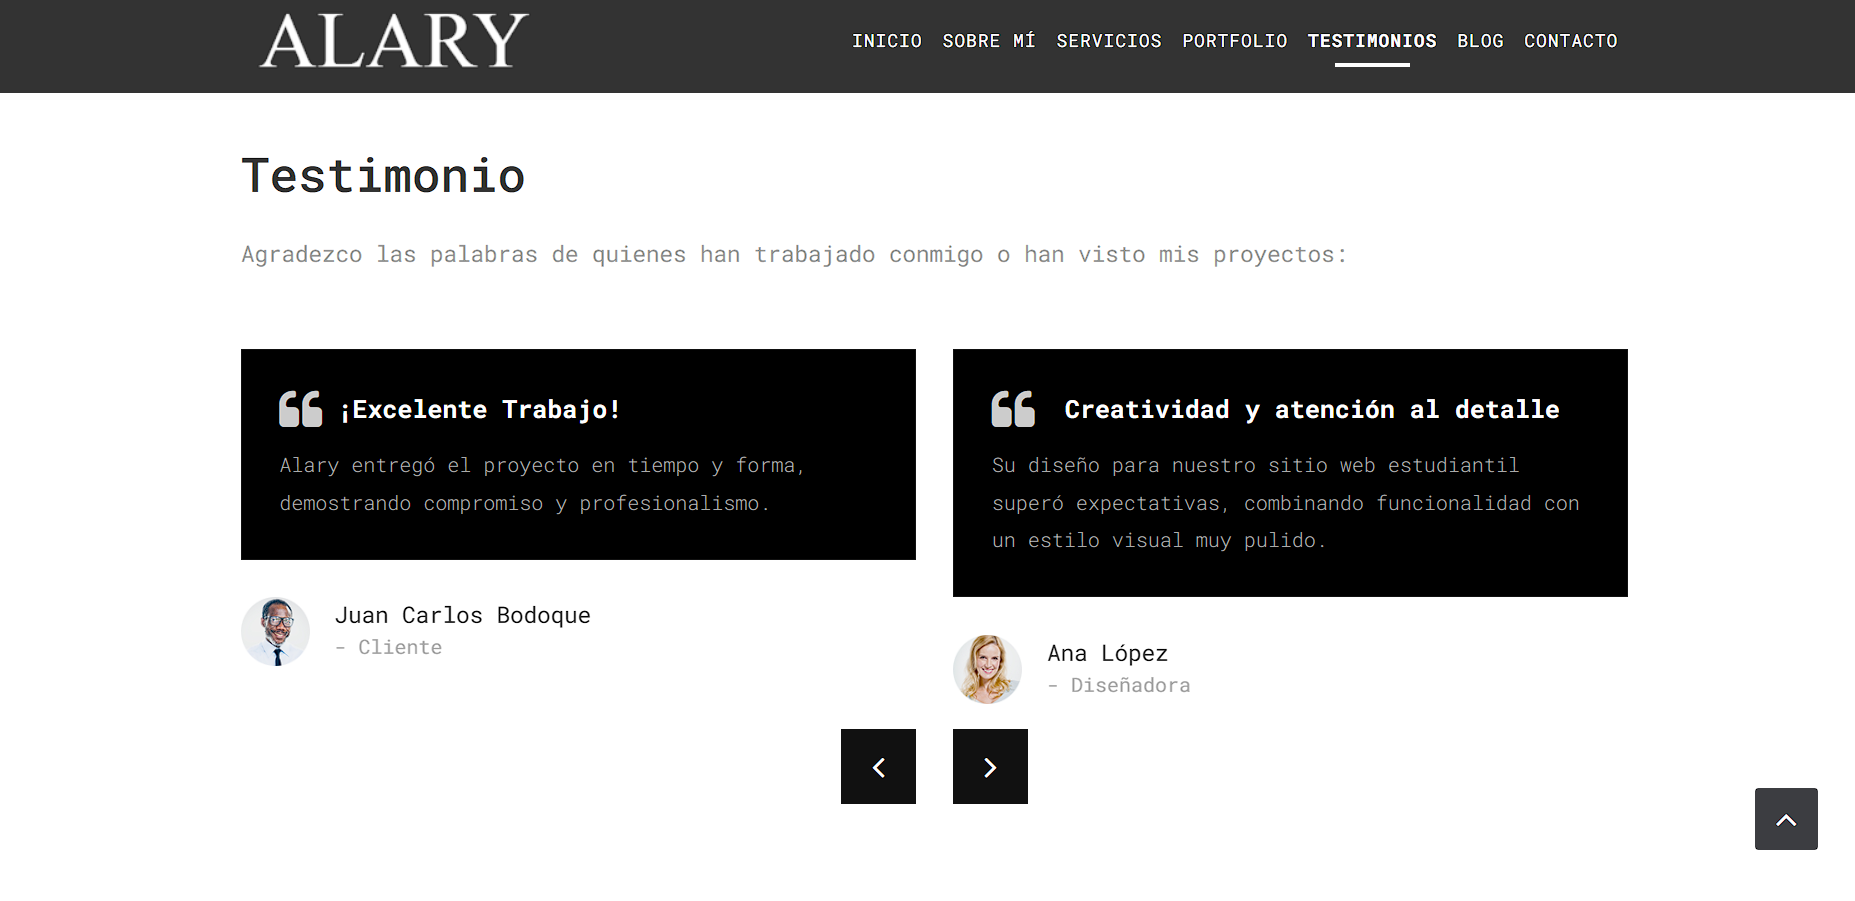 ALARY
INICIO SOBRE MÍ SERVICIOS PORTFOLIO TESTIMONIOS BLOG CONTACTO
Testimonio
Agradezco las palabras de quienes han trabajado conmigo o han visto mis proyectos:
¡Excelente Trabajo!
Alary entregó el proyecto en tiempo y forma,
demostrando compromiso y profesionalismo.
Juan Carlos Bodoque
- Cliente
Creatividad y atención al detalle
Su diseño para nuestro sitio web estudiantil
superó expectativas, combinando funcionalidad con
un estilo visual muy pulido.
Ana López
- Diseñadora